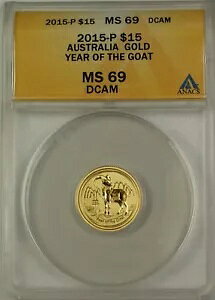 2015-P $15 MS 69 DCAM
2015-P $15
AUSTRALIA GOLD
YEAR OF THE GOAT
MS 69
DCAM
ANACS